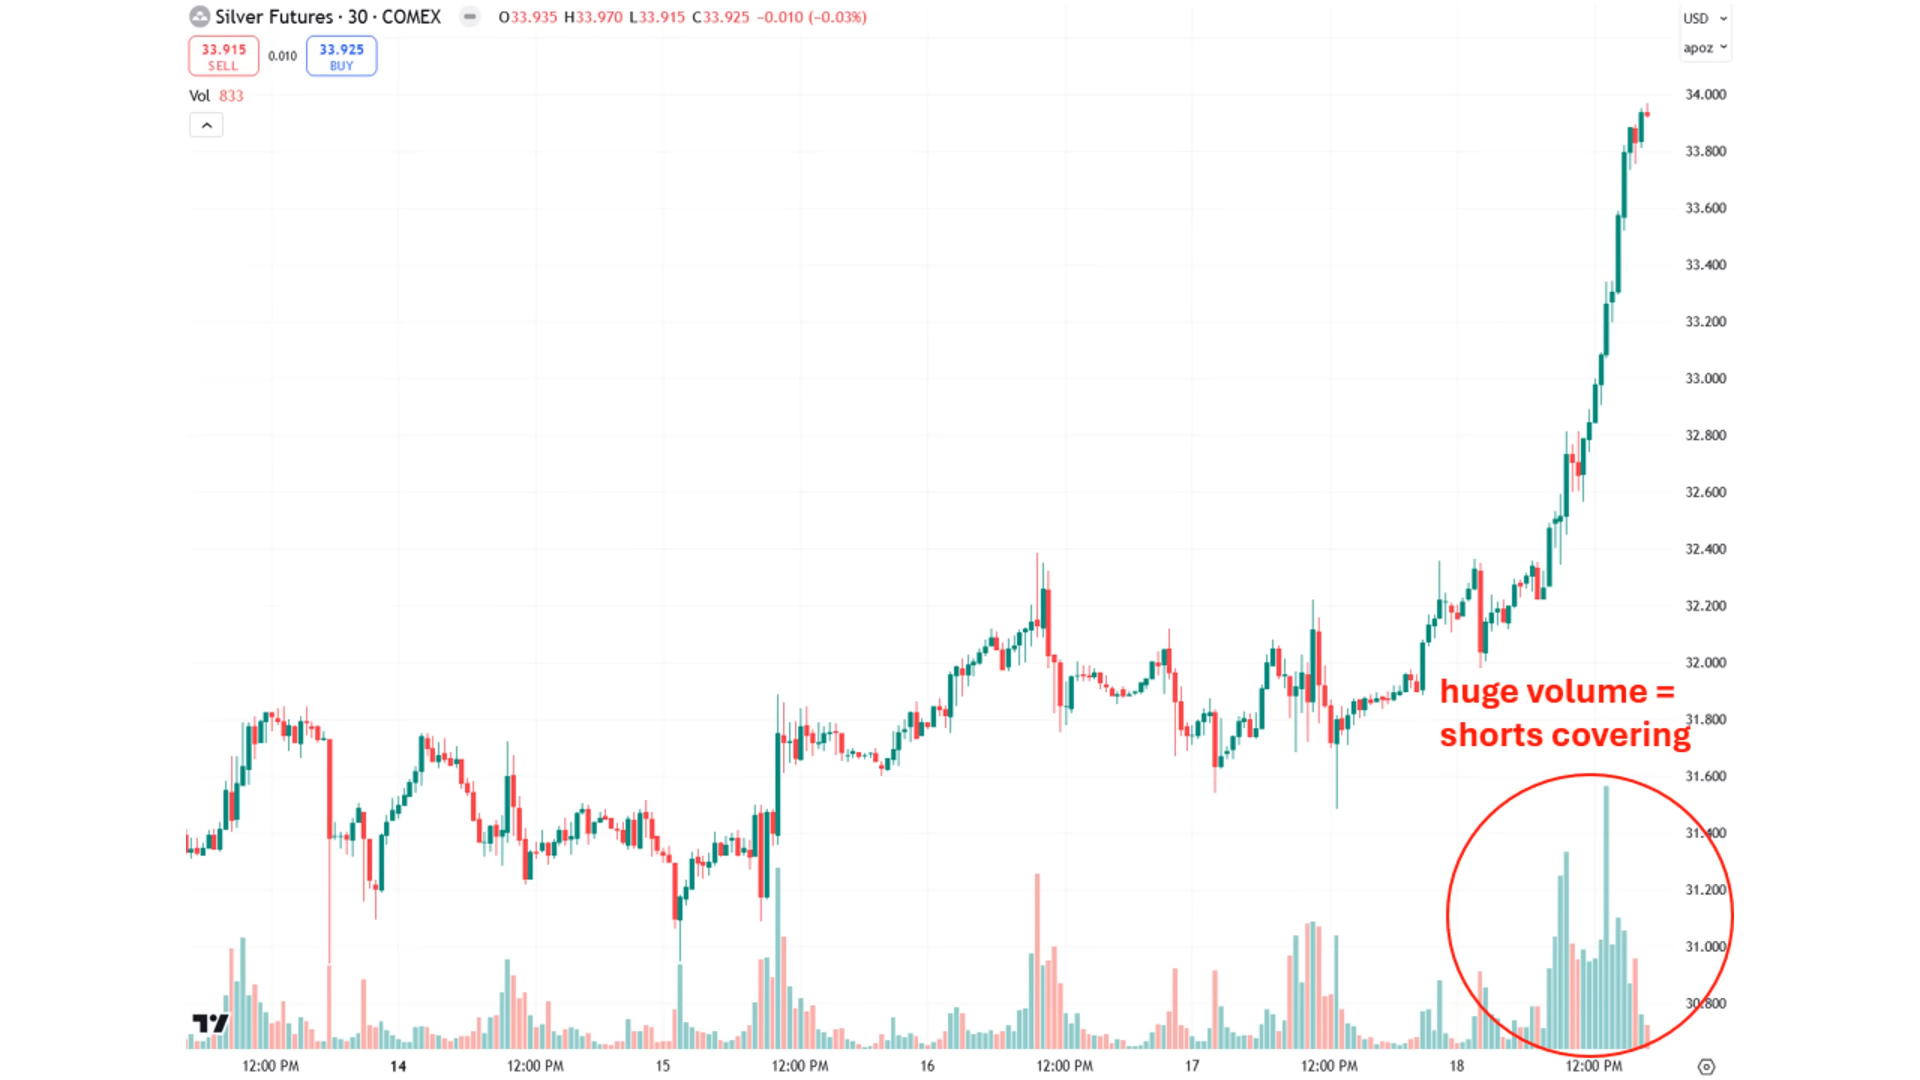 Silver Futures · 30 · COMEX O33.935 H33.970 L33.915 C33.925 −0.010 (−0.03%)
USD
33.915 0.010 33.925
SELL BUY
apoz
Vol 833
34.000
33.800
33.600
33.400
33.200
33.000
32.800
32.600
32.400
32.200
32.000
huge volume =
31.800
shorts covering
31.600
31.400
31.200
31.000
30.800
12:00 PM 14 12:00 PM 15 12:00 PM 16 12:00 PM 17 12:00 PM 18 12:00 PM